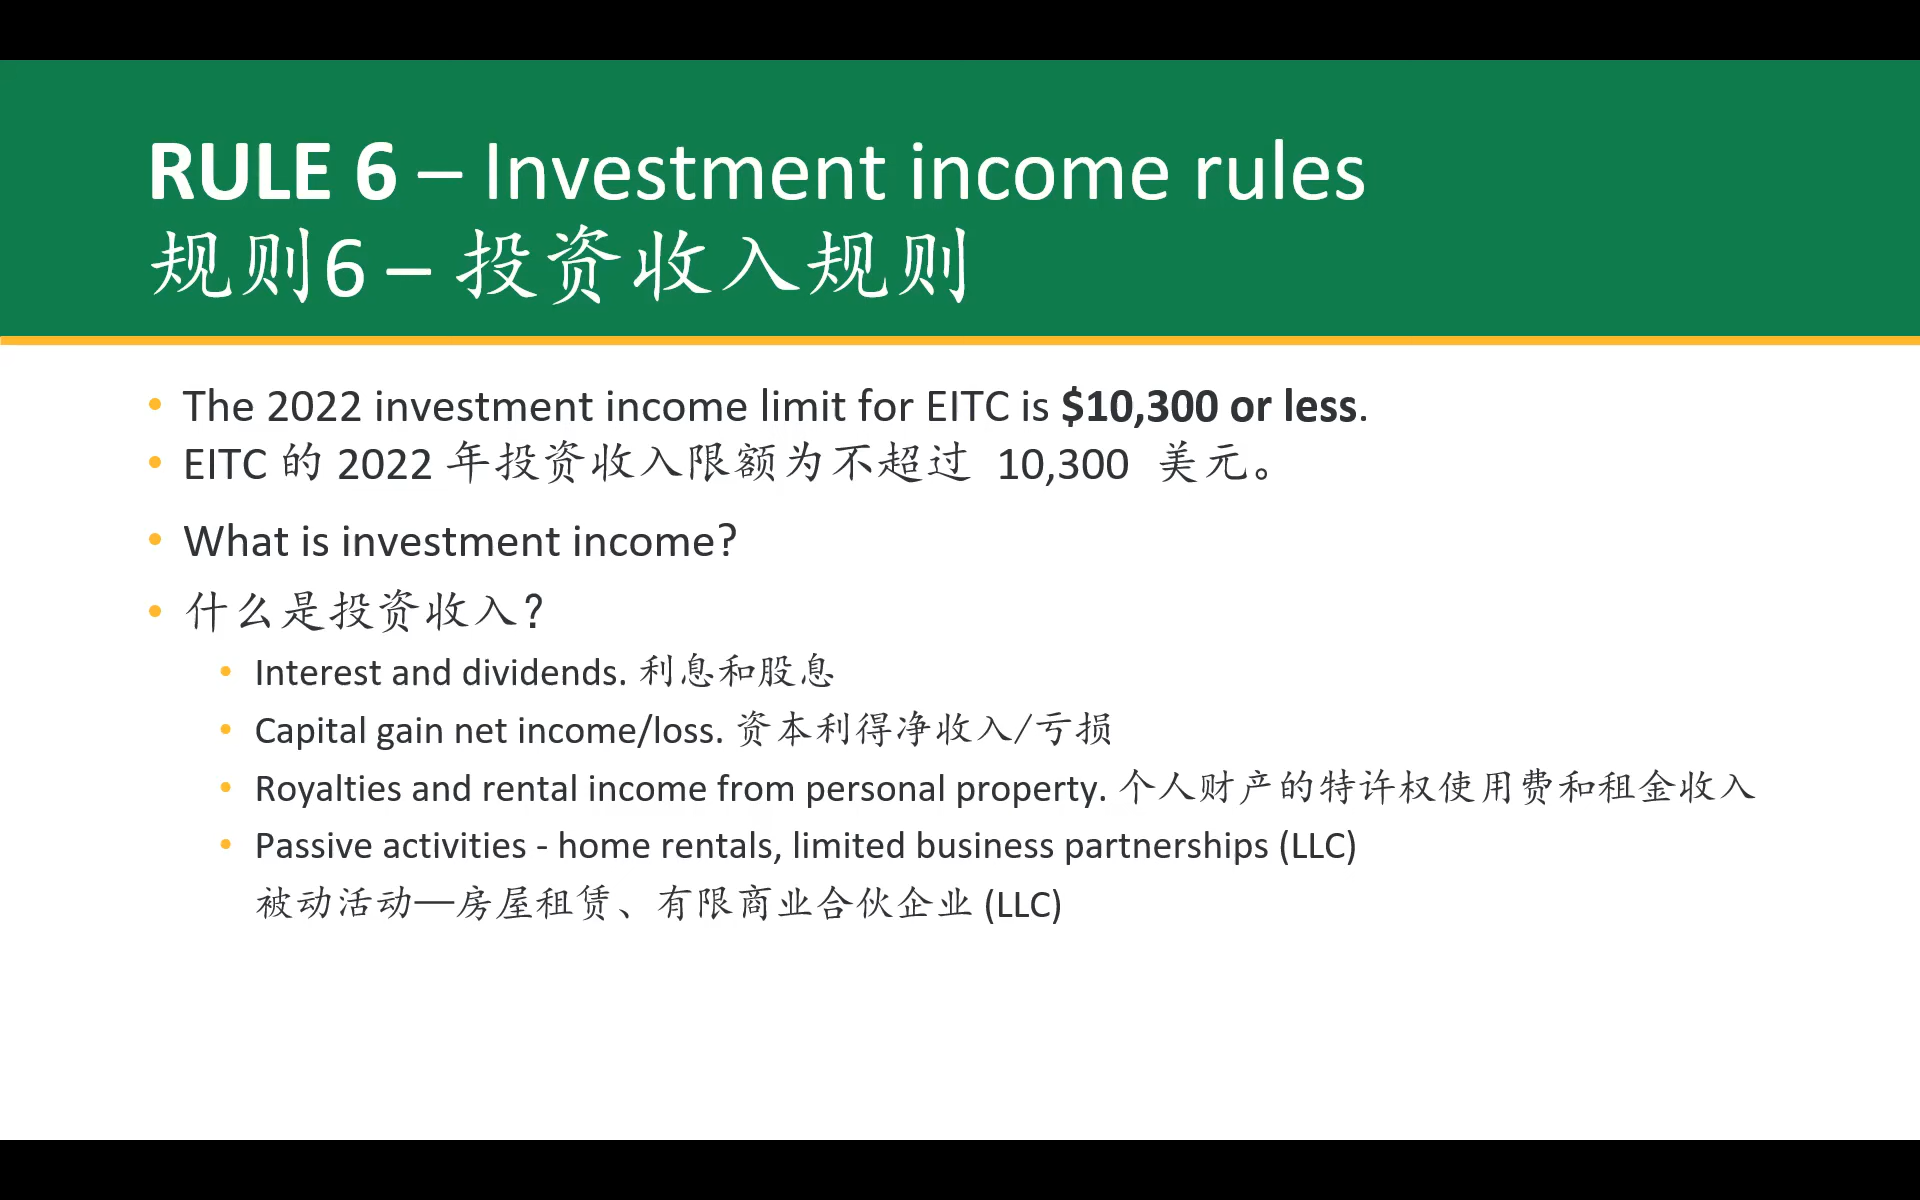 RULE 6 – Investment income rules
规则6 – 投资收入规则
• The 2022 investment income limit for EITC is $10,300 or less.
• EITC 的 2022 年投资收入限额为不超过 10,300 美元。
• What is investment income?
• 什么是投资收入?
• Interest and dividends. 利息和股息
• Capital gain net income/loss. 资本利得净收入/亏损
• Royalties and rental income from personal property. 个人财产的特许权使用费和租金收入
• Passive activities - home rentals, limited business partnerships (LLC)
被动活动—房屋租赁、有限商业合伙企业 (LLC)